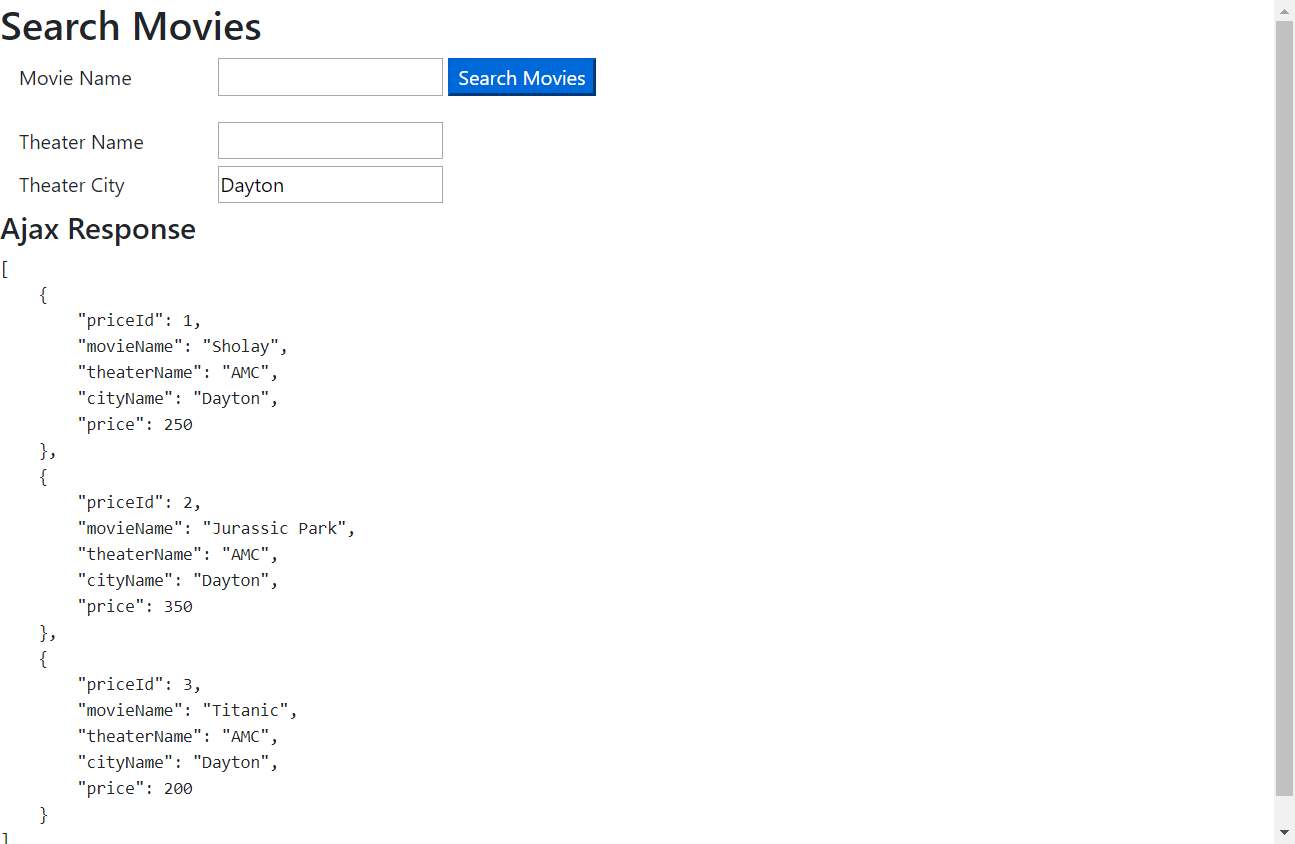 Search Movies
Movie Name Search Movies
Theater Name
Theater City Dayton
Ajax Response
[
    {
        "priceId": 1,
        "movieName": "Sholay",
        "theaterName": "AMC",
        "cityName": "Dayton",
        "price": 250
    },
    {
        "priceId": 2,
        "movieName": "Jurassic Park",
        "theaterName": "AMC",
        "cityName": "Dayton",
        "price": 350
    },
    {
        "priceId": 3,
        "movieName": "Titanic",
        "theaterName": "AMC",
        "cityName": "Dayton",
        "price": 200
    }
]